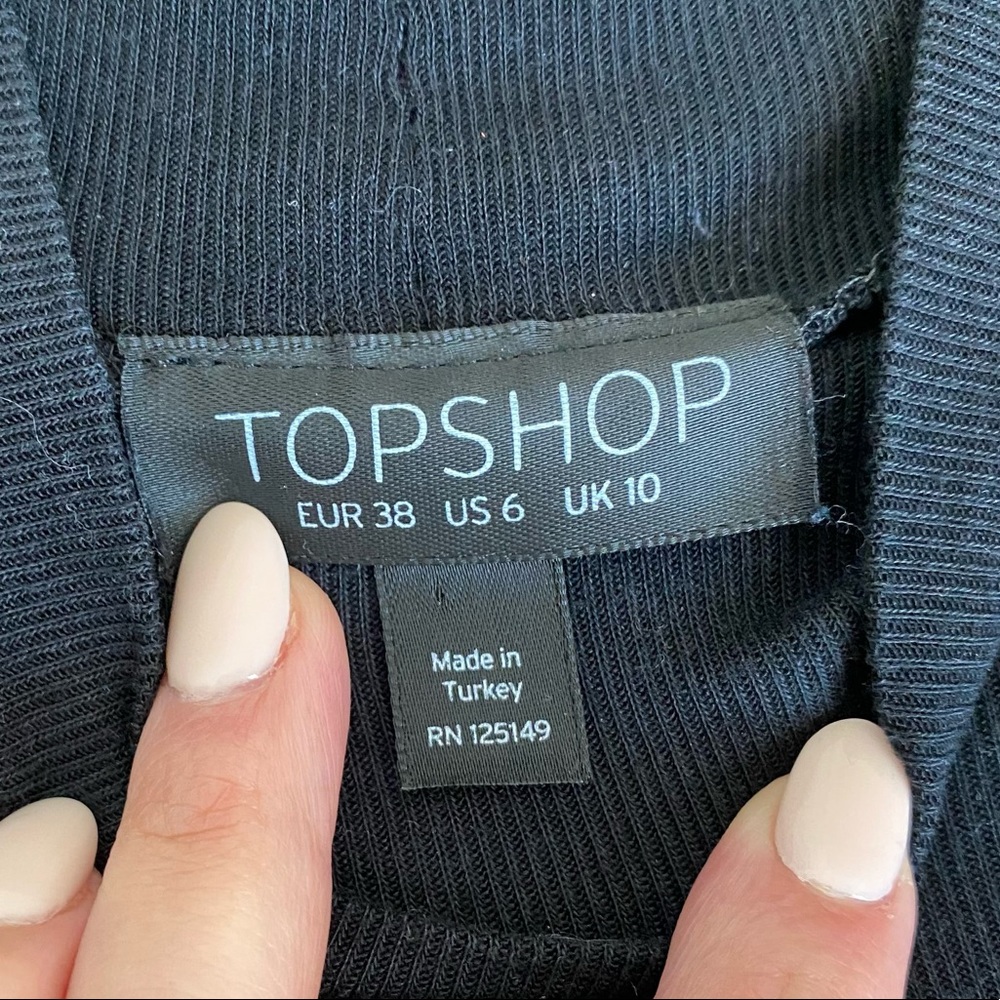 TOPSHOP
EUR 38 US 6 UK 10
Made in
Turkey
RN 125149